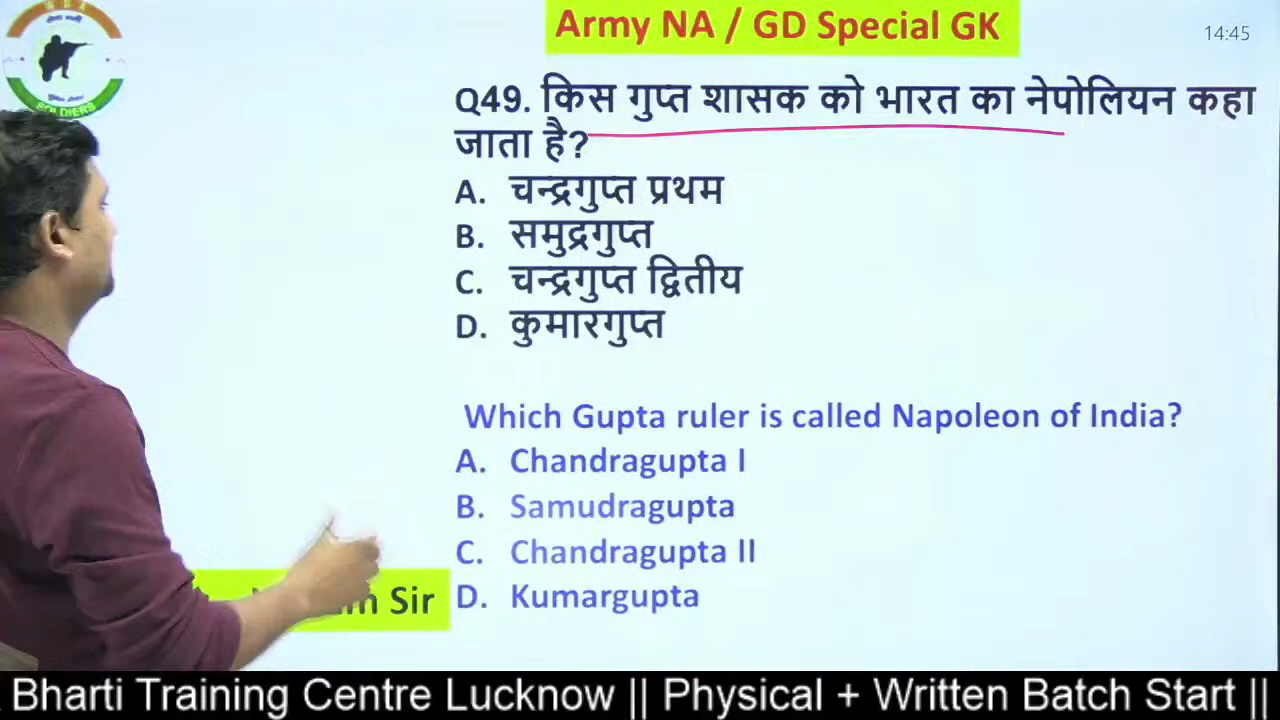 Army NA / GD Special GK
14:45
SOLDIERS
Q49. किस गुप्त शासक को भारत का नेपोलियन कहा
जाता है?
A. चन्द्रगुप्त प्रथम
B. समुद्रगुप्त
C. चन्द्रगुप्त द्वितीय
D. कुमारगुप्त
Which Gupta ruler is called Napoleon of India?
A. Chandragupta I
B. Samudragupta
C. Chandragupta II
D. Kumargupta
Sir
Bharti Training Centre Lucknow || Physical + Written Batch Start ||